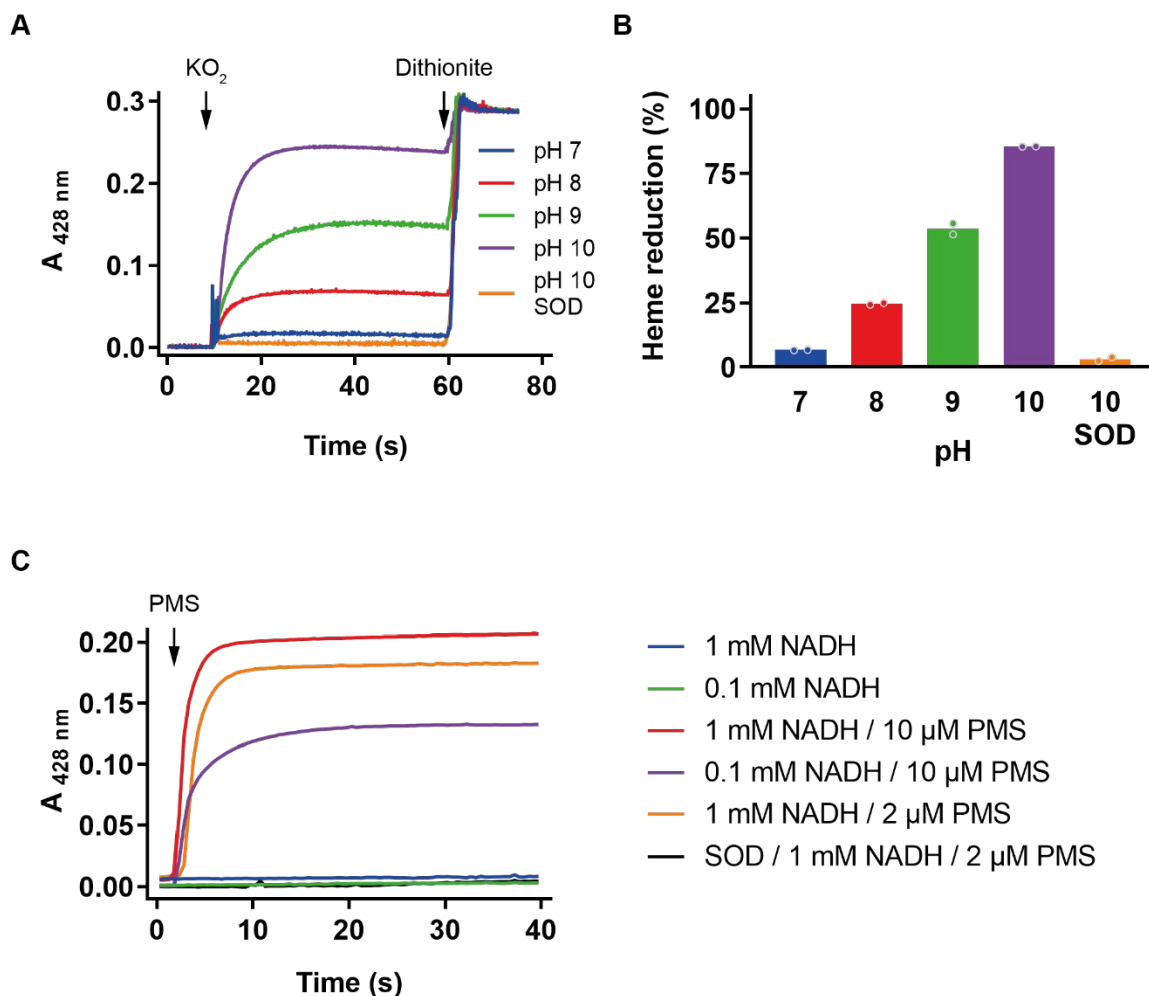 A
KO2
Dithionite
0.3
0.2
0.1
0.0
A 428 nm
0
20
40
60
80
Time (s)
pH 7
pH 8
pH 9
pH 10
pH 10
SOD
B
100
75
50
25
0
Heme reduction (%)
7
8
9
10
10
SOD
pH
C
PMS
0.20
0.15
0.10
0.05
0.00
A 428 nm
0
10
20
30
40
Time (s)
1 mM NADH
0.1 mM NADH
1 mM NADH / 10 µM PMS
0.1 mM NADH / 10 µM PMS
1 mM NADH / 2 µM PMS
SOD / 1 mM NADH / 2 µM PMS